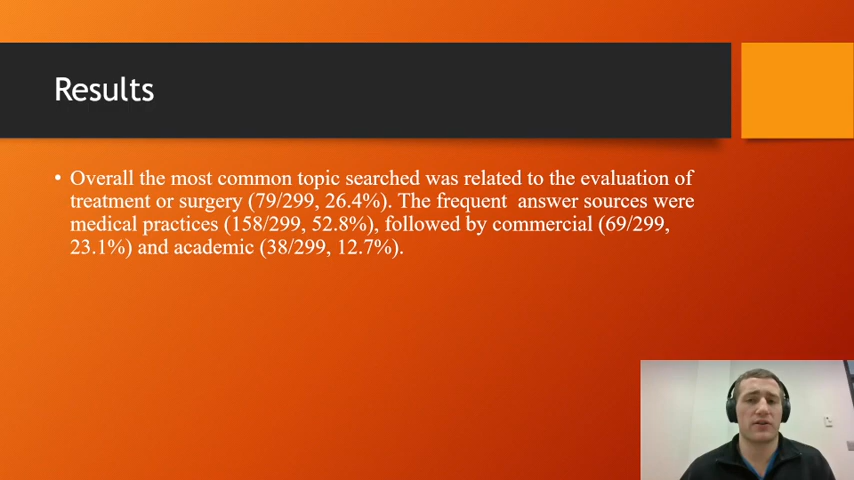 Results
• Overall the most common topic searched was related to the evaluation of
treatment or surgery (79/299, 26.4%). The frequent  answer sources were
medical practices (158/299, 52.8%), followed by commercial (69/299,
23.1%) and academic (38/299, 12.7%).